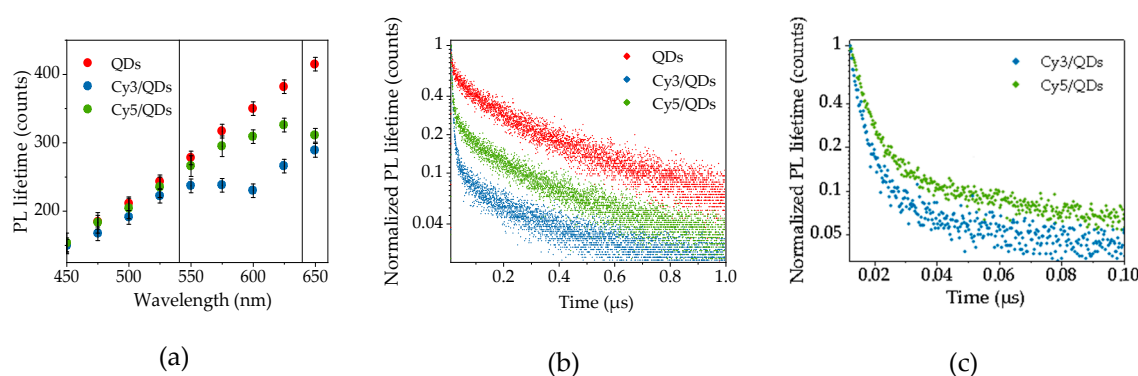 PL lifetime (counts)
400
300
200
QDs
Cy3/QDs
Cy5/QDs
450 500 550 600 650
Wavelength (nm)
(a)
Normalized PL lifetime (counts)
1
0.4
0.2
0.1
0.04
QDs
Cy3/QDs
Cy5/QDs
0.2 0.4 0.6 0.8 1.0
Time (µs)
(b)
Normalized PL lifetime (counts)
1
0.4
0.2
0.1
0.05
Cy3/QDs
Cy5/QDs
0.02 0.04 0.06 0.08 0.10
Time (µs)
(c)